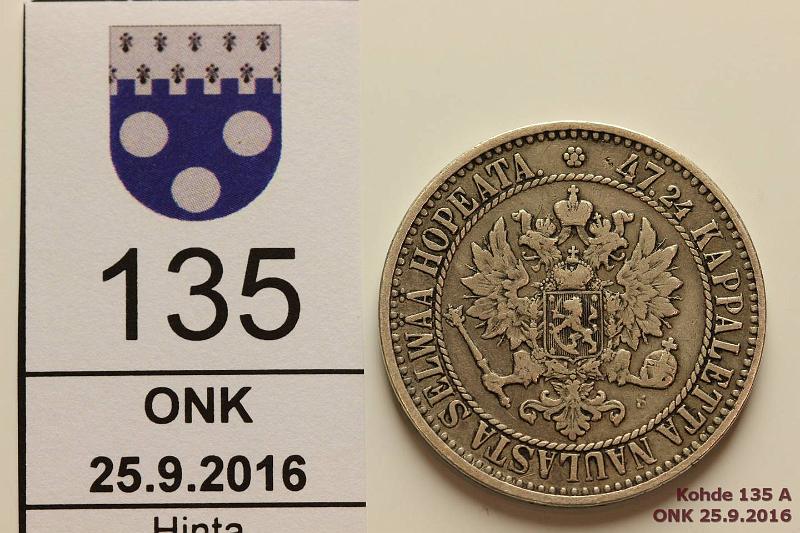 135
ONK
25.9.2016
Hinta
47.24 KAPPALETTA NAULASTA SELWAA HOPEATA.
S
Kohde 135 A
ONK 25.9.2016